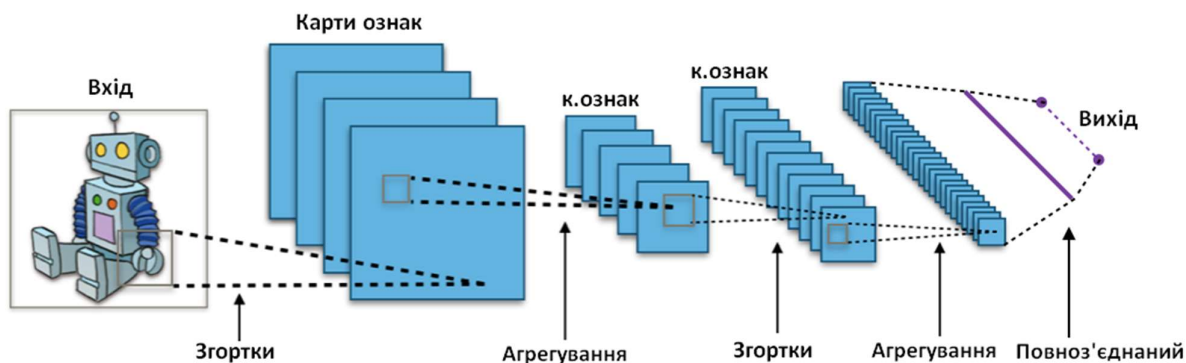 Карти ознак
Вхід
к.ознак
к.ознак
Вихід
Згортки
Агрегування
Згортки
Агрегування
Повноз'єднаний